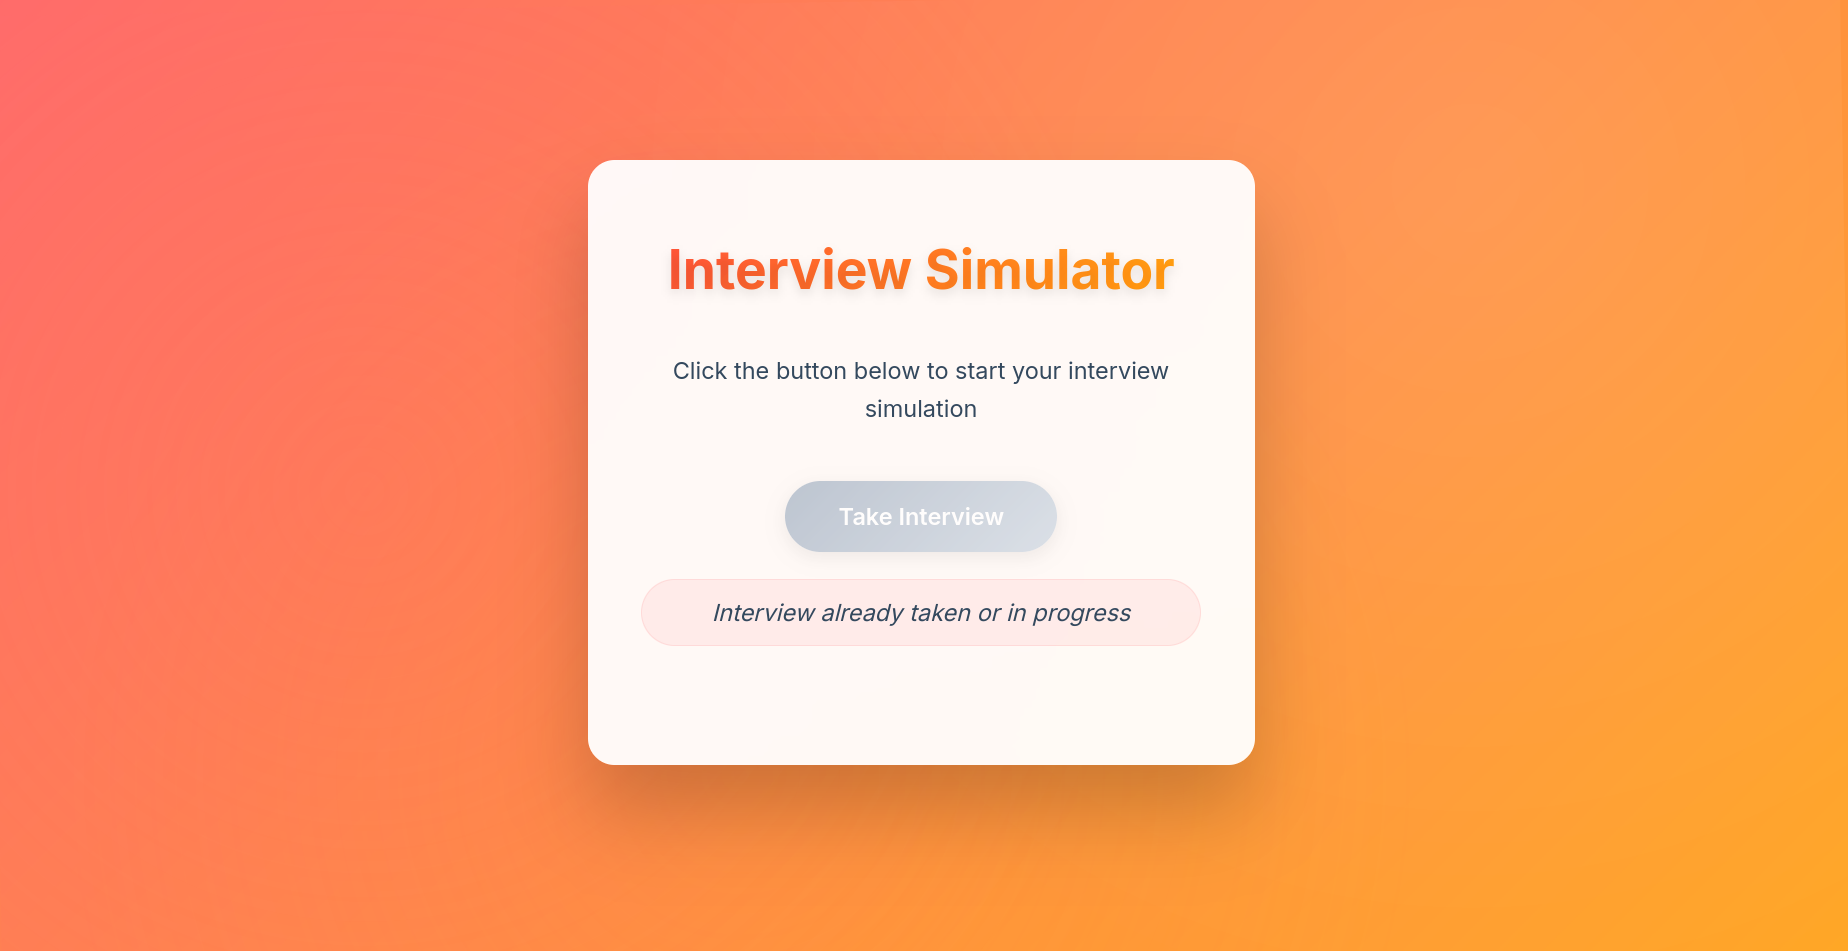 Interview Simulator
Click the button below to start your interview
simulation
Take Interview
Interview already taken or in progress